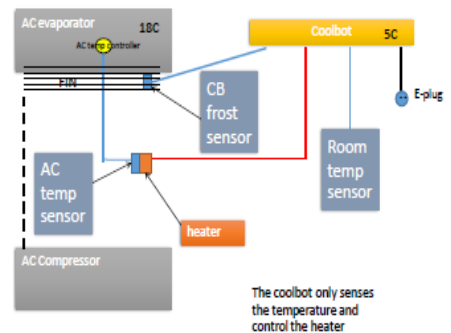 AC evaporator
18C
AC temp controller
FIN
Coolbot
5C
E-plug
CB
frost
sensor
AC
temp
sensor
Room
temp
sensor
heater
AC Compressor
The coolbot only senses
the temperature and
control the heater